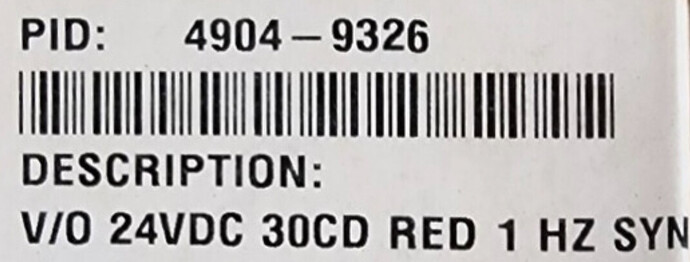 PID: 4904-9326
DESCRIPTION:
V/O 24VDC 30CD RED 1 HZ SYN